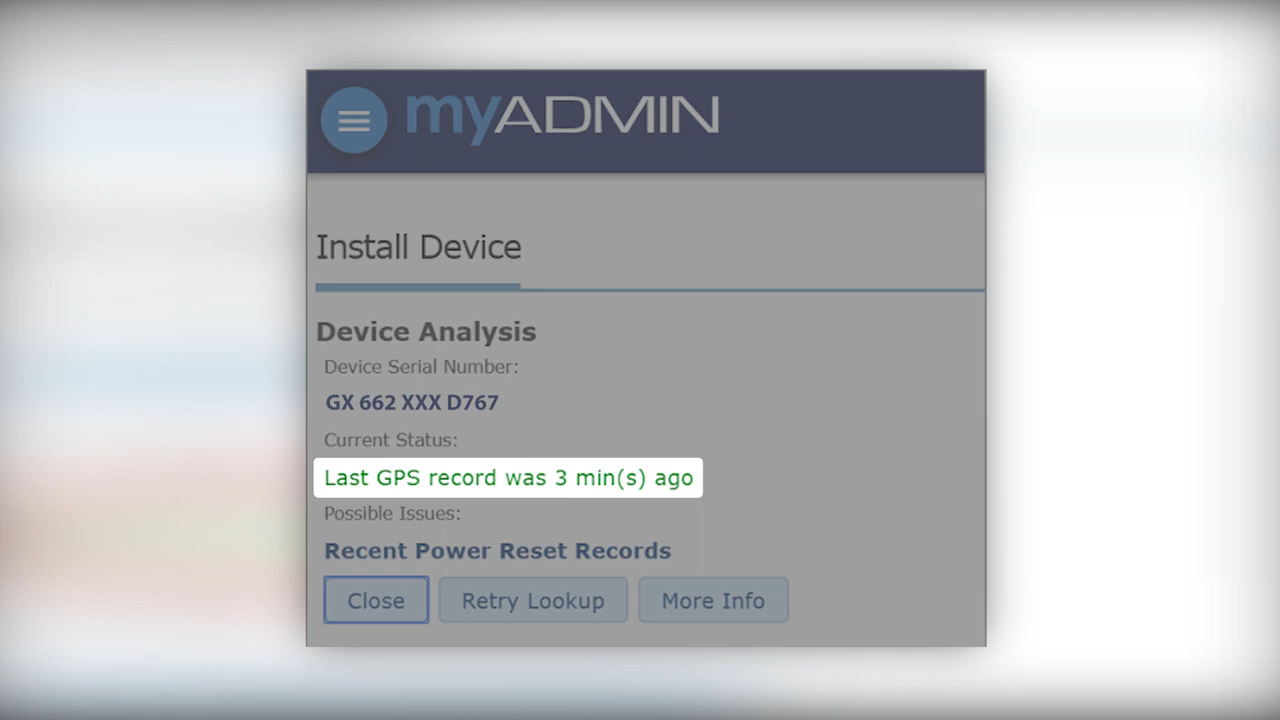 myADMIN
Install Device
Device Analysis
Device Serial Number:
GX 662 XXX D767
Current Status:
Last GPS record was 3 min(s) ago
Possible Issues:
Recent Power Reset Records
Close Retry Lookup More Info